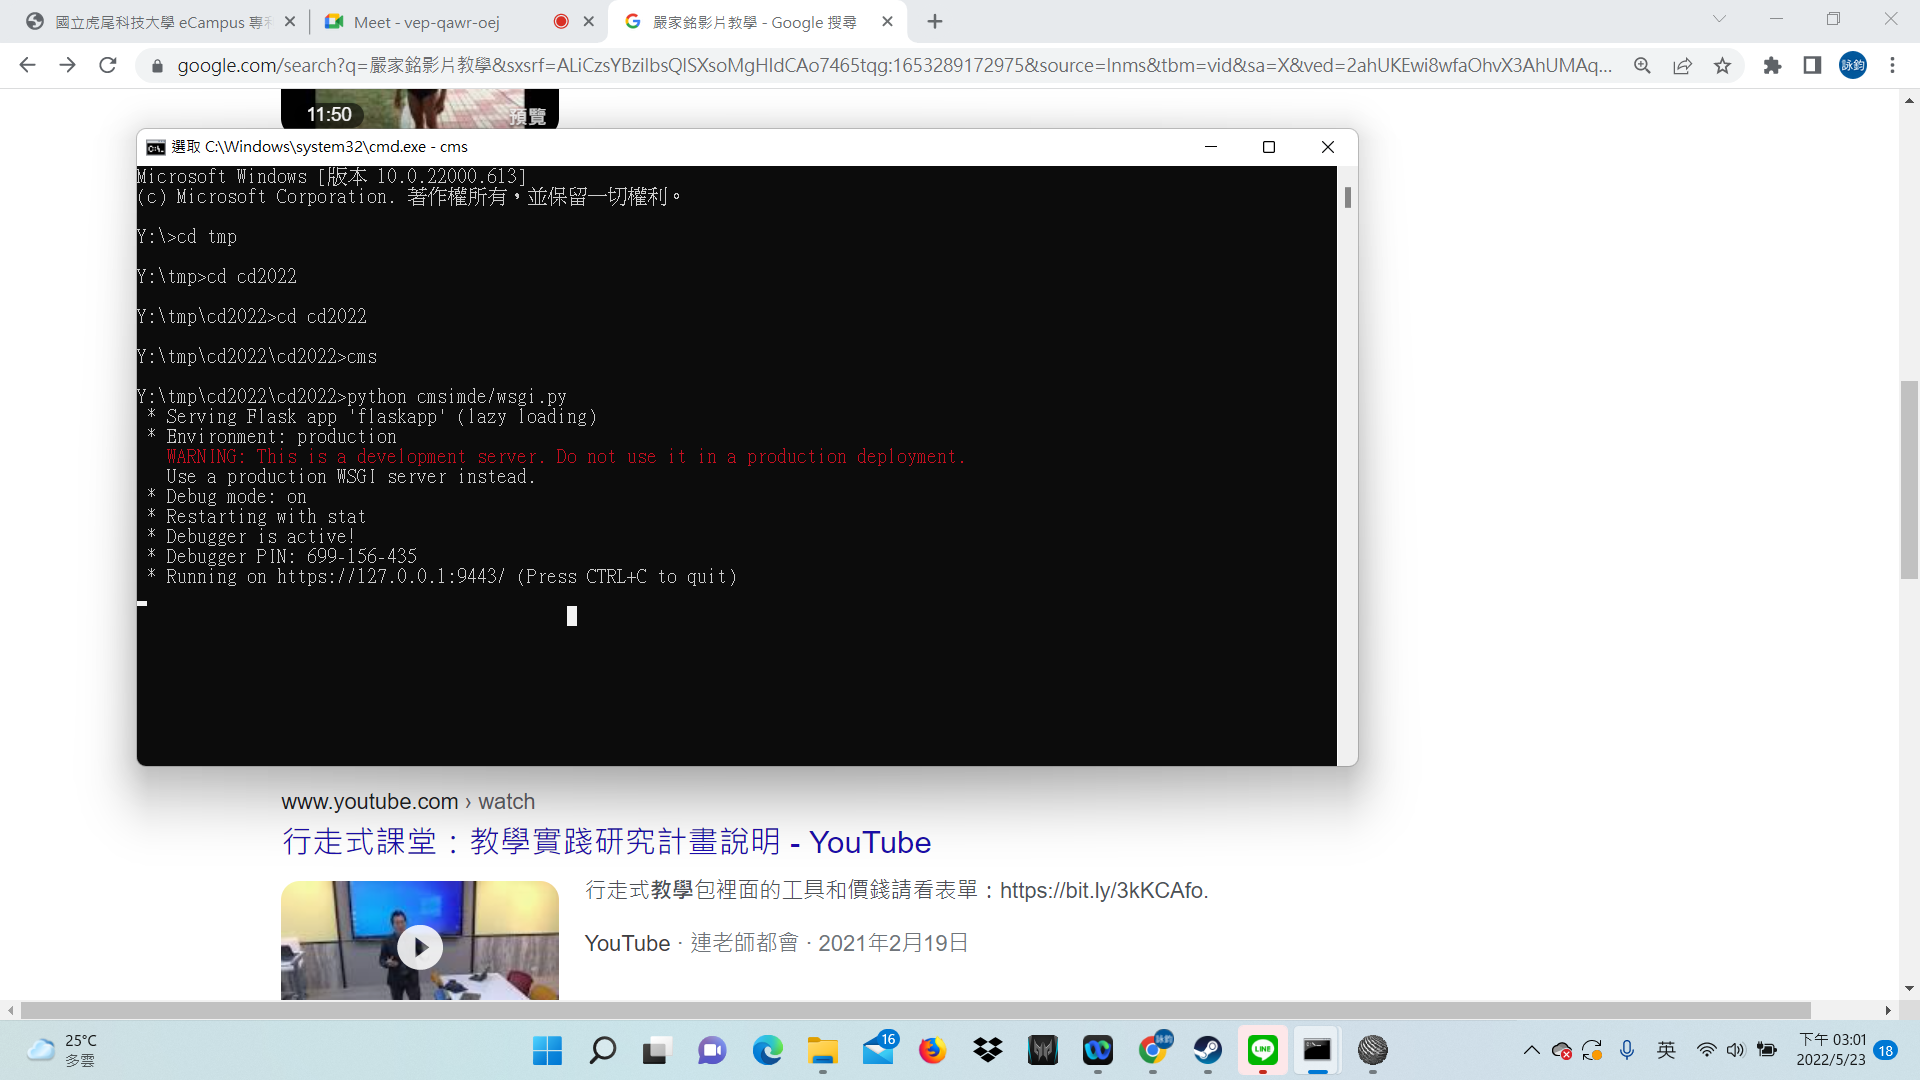 國立虎尾科技大學 eCampus 專
Meet - vep-qawr-oej
嚴家銘影片教學 - Google 搜尋
google.com/search?q=嚴家銘影片教學&sxsrf=ALiCzsYBziIbsQISXsoMgHIdCAo7465tqg:1653289172975&source=lnms&tbm=vid&sa=X&ved=2ahUKEwi8wfaOhvX3AhUMAq...
詠鈞
11:50
預覽
選取 C:\Windows\system32\cmd.exe - cms
Microsoft Windows [版本 10.0.22000.613]
(c) Microsoft Corporation. 著作權所有，並保留一切權利。
Y:\>cd tmp
Y:\tmp>cd cd2022
Y:\tmp\cd2022>cd cd2022
Y:\tmp\cd2022\cd2022>cms
Y:\tmp\cd2022\cd2022>python cmsimde/wsgi.py
* Serving Flask app 'flaskapp' (lazy loading)
* Environment: production
WARNING: This is a development server. Do not use it in a production deployment.
Use a production WSGI server instead.
* Debug mode: on
* Restarting with stat
* Debugger is active!
* Debugger PIN: 699-156-435
* Running on https://127.0.0.1:9443/ (Press CTRL+C to quit)
www.youtube.com › watch
行走式課堂：教學實踐研究計畫說明 - YouTube
行走式教學包裡面的工具和價錢請看表單：https://bit.ly/3kKCAfo.
YouTube · 連老師都會 · 2021年2月19日
25°C
多雲
16
詠鈞
LINE
英
下午 03:01
2022/5/23
18